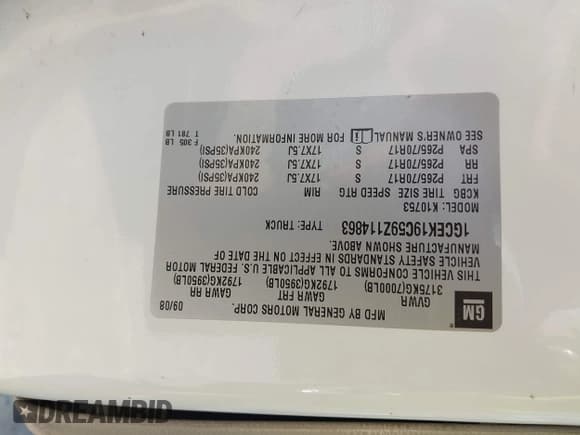 GM
MFD BY GENERAL MOTORS CORP.
09/08
GVWR GAWR FRT GAWR RR
3175KG(7000LB) 1792KG(3950LB) 1792KG(3950LB)
THIS VEHICLE CONFORMS TO ALL APPLICABLE U.S. FEDERAL MOTOR
VEHICLE SAFETY STANDARDS IN EFFECT ON THE DATE OF
MANUFACTURE SHOWN ABOVE.
1GCEK19C59Z114863 TYPE: TRUCK
MODEL: K10753
KCBG TIRE SIZE SPEED RTG RIM COLD TIRE PRESSURE
FRT P265/70R17 S 17X7.5J 240KPA(35PSI)
RR P265/70R17 S 17X7.5J 240KPA(35PSI)
SPA P265/70R17 S 17X7.5J 240KPA(35PSI)
SEE OWNER'S MANUAL FOR MORE INFORMATION.
F 305 LB
T 781 LB
DREAMBID